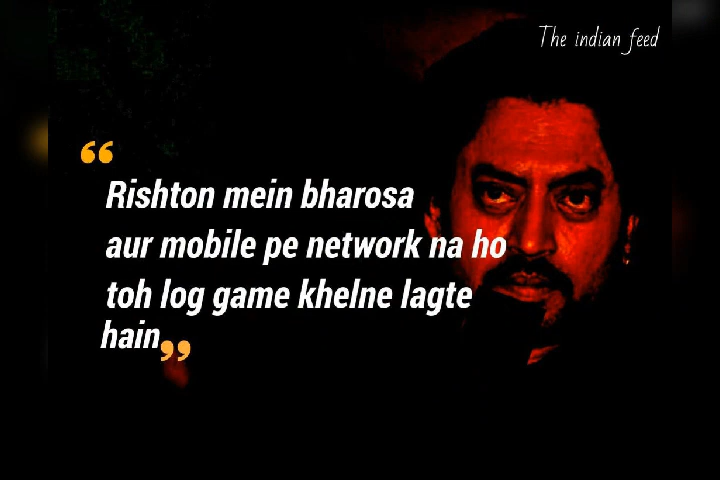 The indian feed
“
Rishton mein bharosa
aur mobile pe network na ho
toh log game khelne lagte
hain”